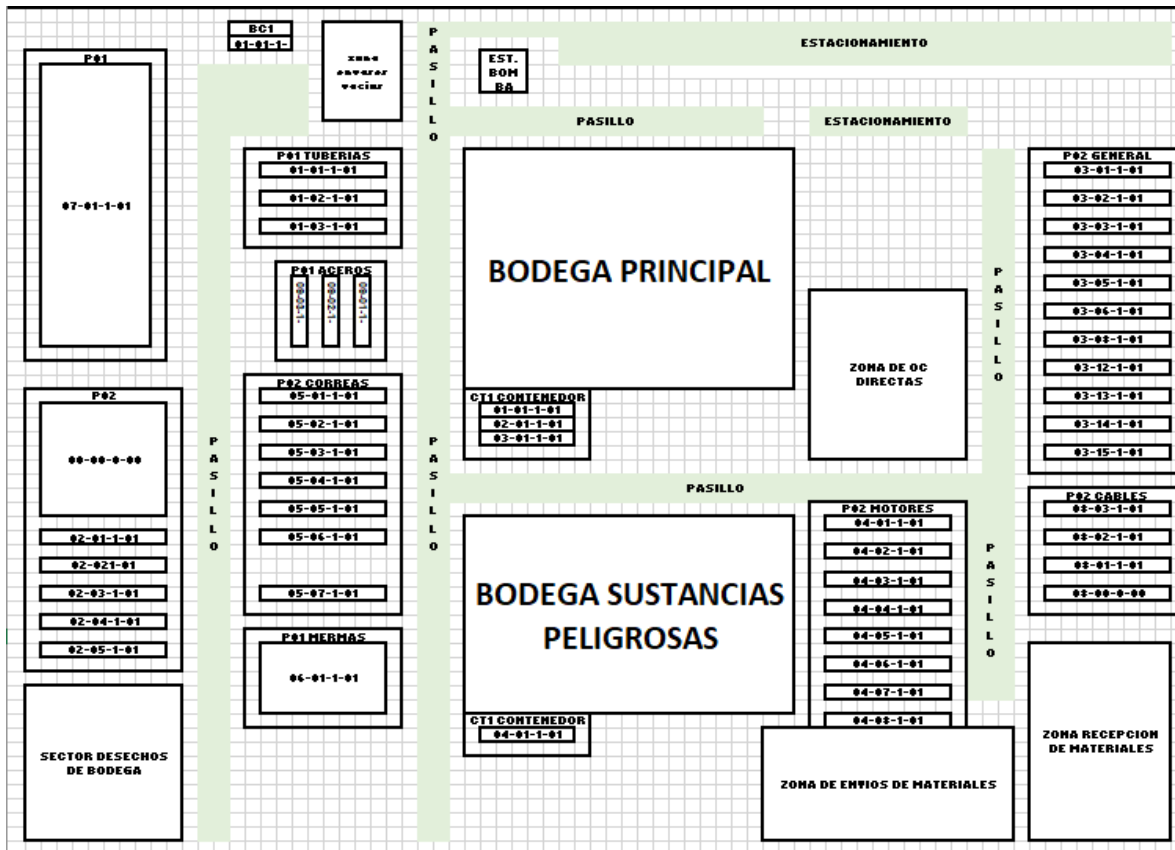 BC1
01-01-1-
ESTACIONAMIENTO
PASILLO
EST.
BOM
BA
zona
envases
vacios
PASILLO
ESTACIONAMIENTO
P01
07-01-1-01
P01 TUBERIAS
01-01-1-01
01-02-1-01
01-03-1-01
P01 ACEROS
09-03-1-
09-02-1-
09-01-1-
BODEGA PRINCIPAL
ZONA DE OC
DIRECTAS
PASILLO
P02 GENERAL
03-01-1-01
03-02-1-01
03-03-1-01
03-04-1-01
03-05-1-01
03-06-1-01
03-08-1-01
03-12-1-01
03-13-1-01
03-14-1-01
03-15-1-01
P02
00-00-0-00
02-01-1-01
02-021-01
02-03-1-01
02-04-1-01
02-05-1-01
PASILLO
P02 CORREAS
05-01-1-01
05-02-1-01
05-03-1-01
05-04-1-01
05-05-1-01
05-06-1-01
05-07-1-01
PASILLO
CT1 CONTENEDOR
01-01-1-01
02-01-1-01
03-01-1-01
PASILLO
BODEGA SUSTANCIAS
PELIGROSAS
P02 MOTORES
04-01-1-01
04-02-1-01
04-03-1-01
04-04-1-01
04-05-1-01
04-06-1-01
04-07-1-01
04-08-1-01
PASILLO
P02 CABLES
08-03-1-01
08-02-1-01
08-01-1-01
08-00-0-00
P01 MERMAS
06-01-1-01
CT1 CONTENEDOR
04-01-1-01
SECTOR DESECHOS
DE BODEGA
ZONA DE ENVIOS DE MATERIALES
ZONA RECEPCION
DE MATERIALES